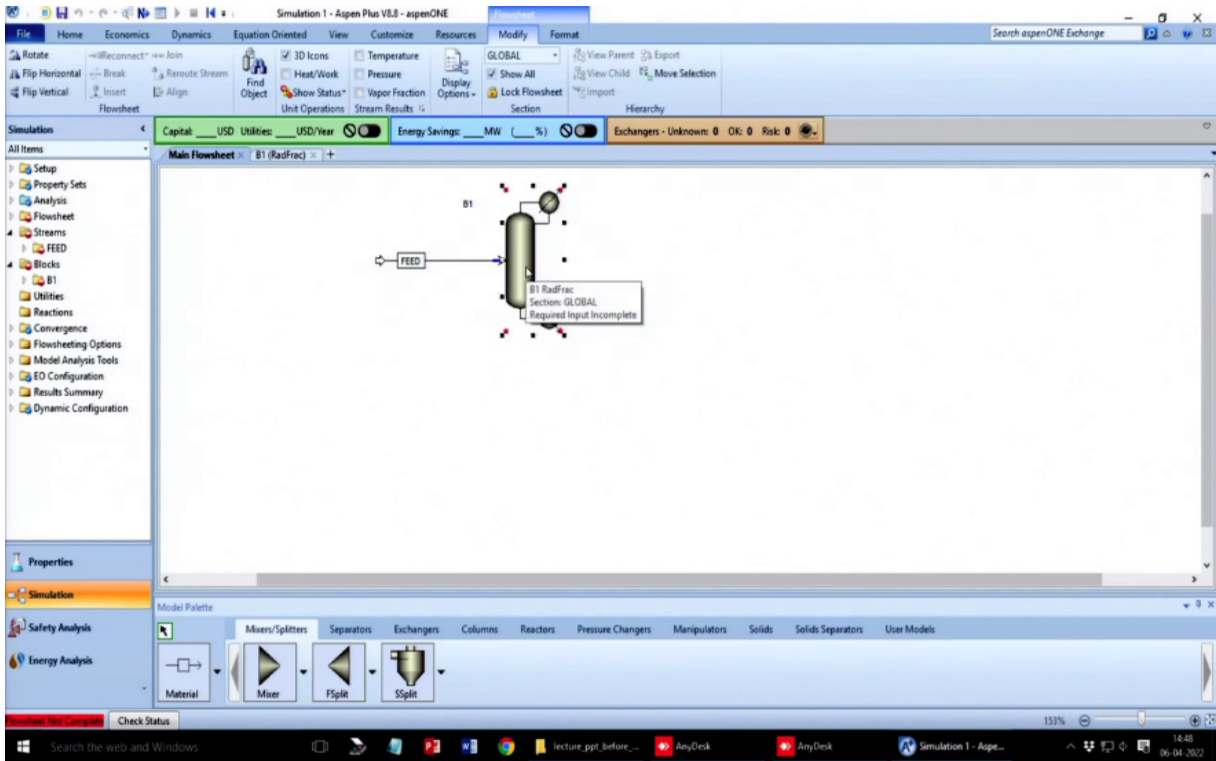 Simulation 1 - Aspen Plus V8.8 - aspenONE
Flowsheet
File Home Economics Dynamics Equation Oriented View Customize Resources Modify Format Search aspenONE Exchange
Rotate Reconnect Join
Flip Horizontal Break Reroute Stream
Flip Vertical Insert Align
Flowsheet
Find Object
3D Icons
Heat/Work
Show Status
Unit Operations
Temperature
Pressure
Vapor Fraction
Stream Results
Display Options
GLOBAL
Show All
Lock Flowsheet
Section
View Parent Export
View Child Move Selection
Import
Hierarchy
Simulation
Capital: ____ USD Utilities: ____ USD/Year Energy Savings: ____ MW (____%) Exchangers - Unknown: 0 OK: 0 Risk: 0
All Items
Main Flowsheet B1 (RadFrac) +
Setup
Property Sets
Analysis
Flowsheet
Streams
FEED
Blocks
B1
Utilities
Reactions
Convergence
Flowsheeting Options
Model Analysis Tools
EO Configuration
Results Summary
Dynamic Configuration
B1
FEED
B1 RadFrac
Section: GLOBAL
Required Input Incomplete
Properties
Simulation
Safety Analysis
Energy Analysis
Model Palette
Mixers/Splitters Separators Exchangers Columns Reactors Pressure Changers Manipulators Solids Solids Separators User Models
Material Mixer FSplit SSplit
Flowsheet Not Complete Check Status 153%
Search the web and Windows lecture_ppt_before_... AnyDesk AnyDesk Simulation 1 - Aspe... 14:48
06-04-2022